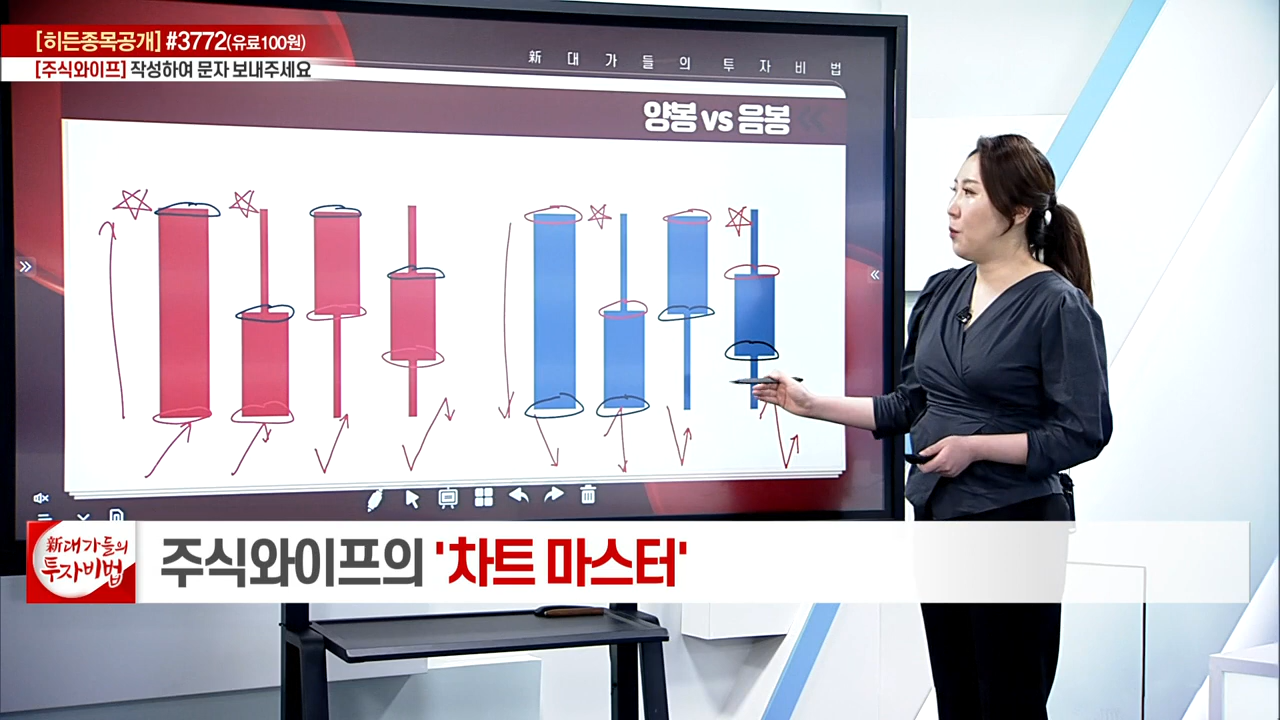 [히든종목공개] #3772(유료100원)
[주식와이프] 작성하여 문자 보내주세요
新 대가들의 투자비법
양봉 vs 음봉
新대가들의
투자비법
주식와이프의 '차트 마스터'